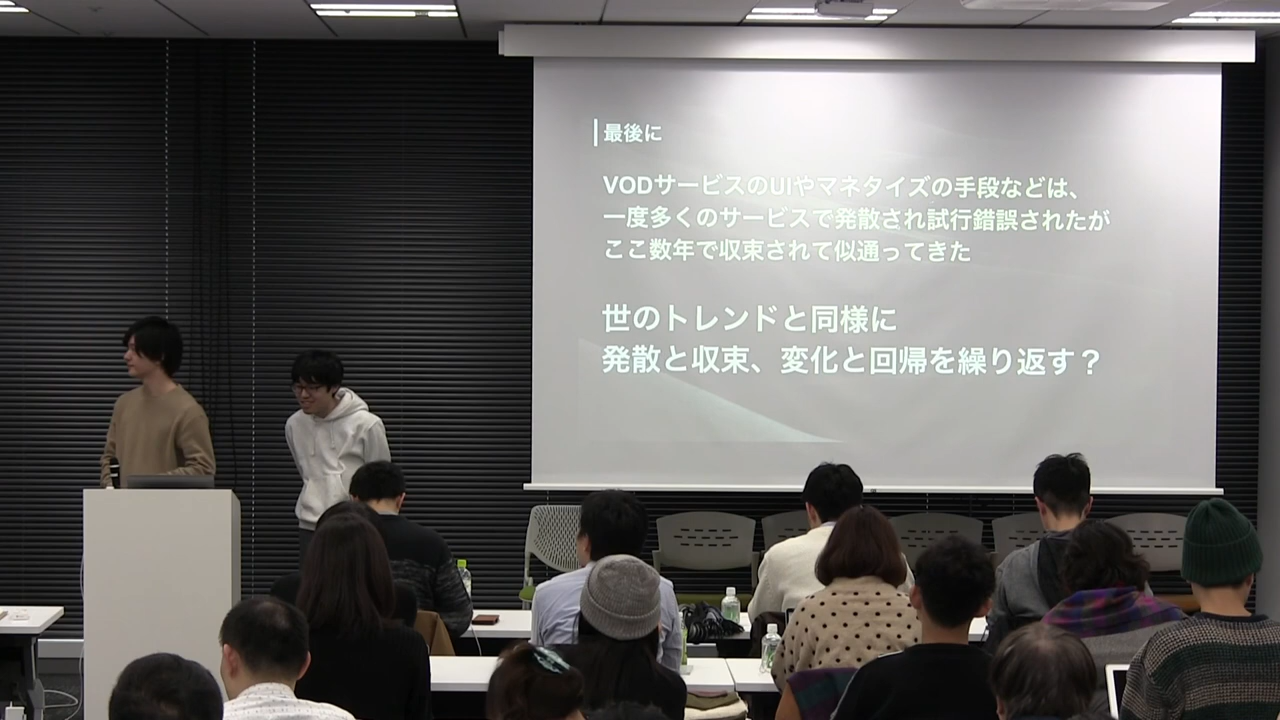 最後に
VODサービスのUIやマネタイズの手段などは、
一度多くのサービスで発散され試行錯誤されたが
ここ数年で収束されて似通ってきた
世のトレンドと同様に
発散と収束、変化と回帰を繰り返す？